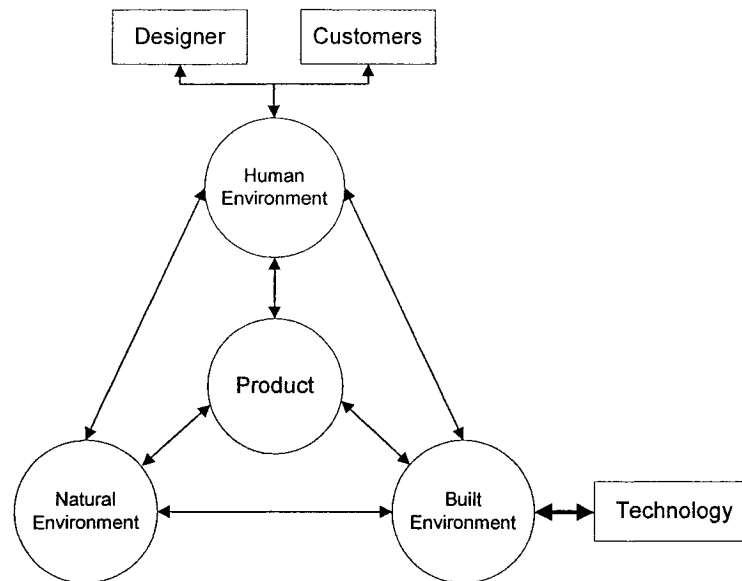 Designer
Customers
Human
Environment
Product
Natural
Environment
Built
Environment
Technology